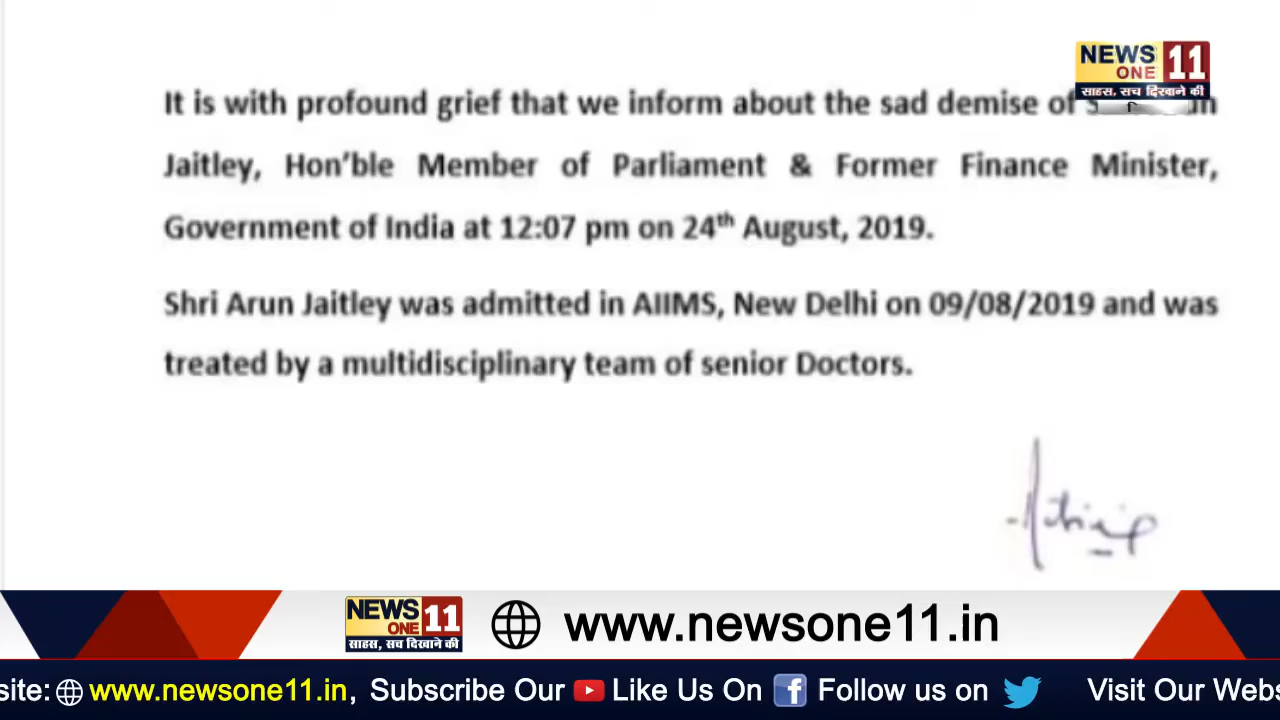 NEWS
ONE 11
साहस, सच दिखाने की
It is with profound grief that we inform about the sad demise of
Jaitley, Hon’ble Member of Parliament & Former Finance Minister,
Government of India at 12:07 pm on 24th August, 2019.
Shri Arun Jaitley was admitted in AIIMS, New Delhi on 09/08/2019 and was
treated by a multidisciplinary team of senior Doctors.
NEWS
ONE 11
साहस, सच दिखाने की
www.newsone11.in
site: www.newsone11.in, Subscribe Our Like Us On Follow us on Visit Our Webs